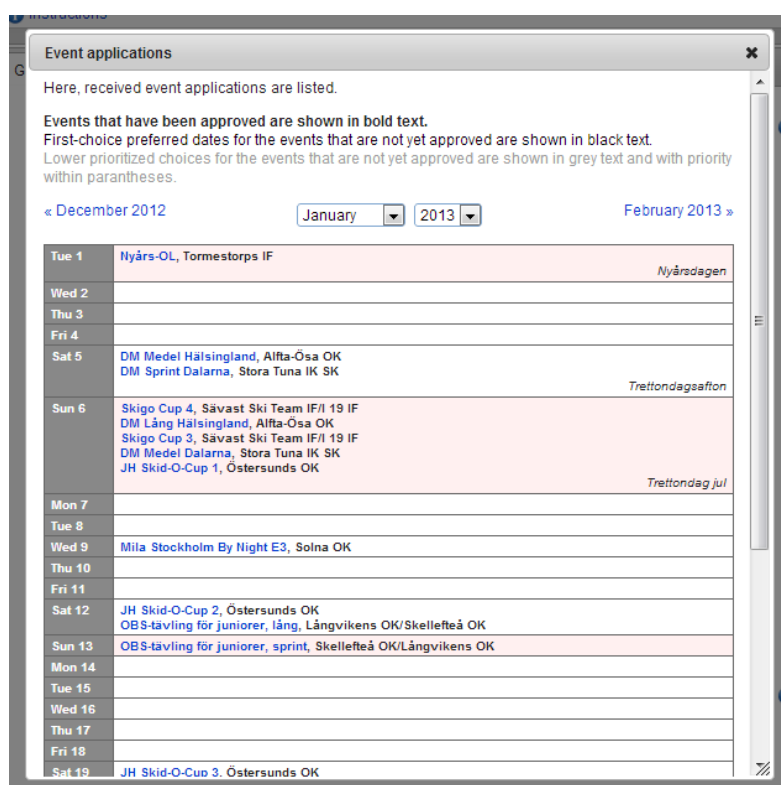 Instructions
Event applications
G
Here, received event applications are listed.
Events that have been approved are shown in bold text.
First-choice preferred dates for the events that are not yet approved are shown in black text.
Lower prioritized choices for the events that are not yet approved are shown in grey text and with priority
within parantheses.
« December 2012 January 2013 February 2013 »
Tue 1 Nyårs-OL, Tormestorps IF
Nyårsdagen
Wed 2
Thu 3
Fri 4
Sat 5 DM Medel Hälsingland, Alfta-Ösa OK
DM Sprint Dalarna, Stora Tuna IK SK
Trettondagsafton
Sun 6 Skigo Cup 4, Sävast Ski Team IF/I 19 IF
DM Lång Hälsingland, Alfta-Ösa OK
Skigo Cup 3, Sävast Ski Team IF/I 19 IF
DM Medel Dalarna, Stora Tuna IK SK
JH Skid-O-Cup 1, Östersunds OK
Trettondag jul
Mon 7
Tue 8
Wed 9 Mila Stockholm By Night E3, Solna OK
Thu 10
Fri 11
Sat 12 JH Skid-O-Cup 2, Östersunds OK
OBS-tävling för juniorer, lång, Långvikens OK/Skellefteå OK
Sun 13 OBS-tävling för juniorer, sprint, Skellefteå OK/Långvikens OK
Mon 14
Tue 15
Wed 16
Thu 17
Fri 18
Sat 19 JH Skid-O-Cup 3, Östersunds OK